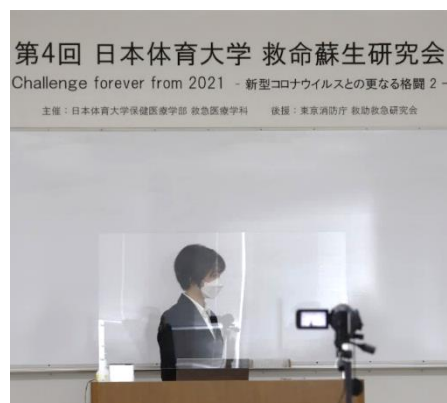 第4回 日本体育大学 救命蘇生研究会
Challenge forever from 2021 - 新型コロナウイルスとの更なる格闘 2 -
主催：日本体育大学保健医療学部 救急医療学科　　後援：東京消防庁 救助救急研究会